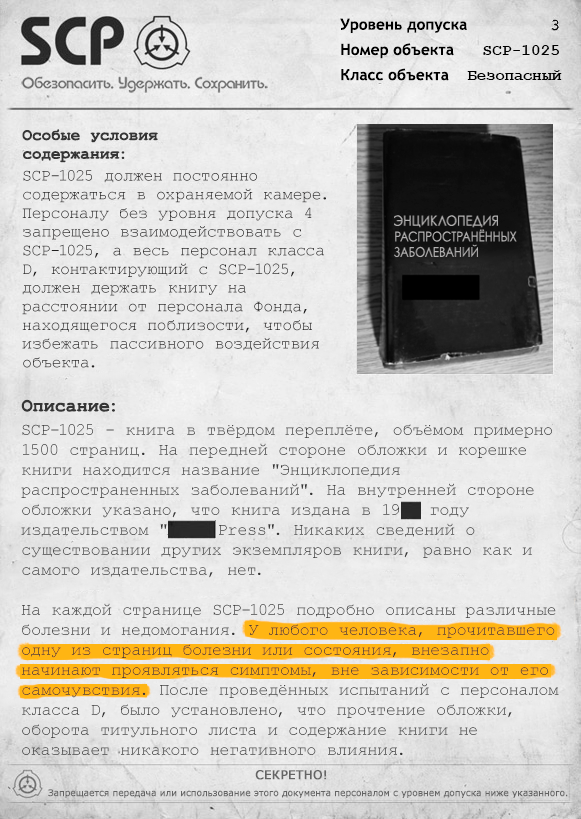 SCP
Обезопасить. Удержать. Сохранить.
Уровень допуска 3
Номер объекта SCP-1025
Класс объекта Безопасный
Особые условия
содержания:
SCP-1025 должен постоянно
содержаться в охраняемой камере.
Персоналу без уровня допуска 4
запрещено взаимодействовать с
SCP-1025, а весь персонал класса
D, контактирующий с SCP-1025,
должен держать книгу на
расстоянии от персонала Фонда,
находящегося поблизости, чтобы
избежать пассивного воздействия
объекта.
ЭНЦИКЛОПЕДИЯ
РАСПРОСТРАНЁННЫХ
ЗАБОЛЕВАНИЙ
Описание:
SCP-1025 - книга в твёрдом переплёте, объёмом примерно
1500 страниц. На передней стороне обложки и корешке
книги находится название "Энциклопедия
распространенных заболеваний". На внутренней стороне
обложки указано, что книга издана в 19 году
издательством " Press". Никаких сведений о
существовании других экземпляров книги, равно как и
самого издательства, нет.
На каждой странице SCP-1025 подробно описаны различные
болезни и недомогания. У любого человека, прочитавшего
одну из страниц болезни или состояния, внезапно
начинают проявляться симптомы, вне зависимости от его
самочувствия. После проведённых испытаний с персоналом
класса D, было установлено, что прочтение обложки,
оборота титульного листа и содержание книги не
оказывает никакого негативного влияния.
СЕКРЕТНО!
Запрещается передача или использование этого документа персоналом с уровнем допуска ниже указанного.